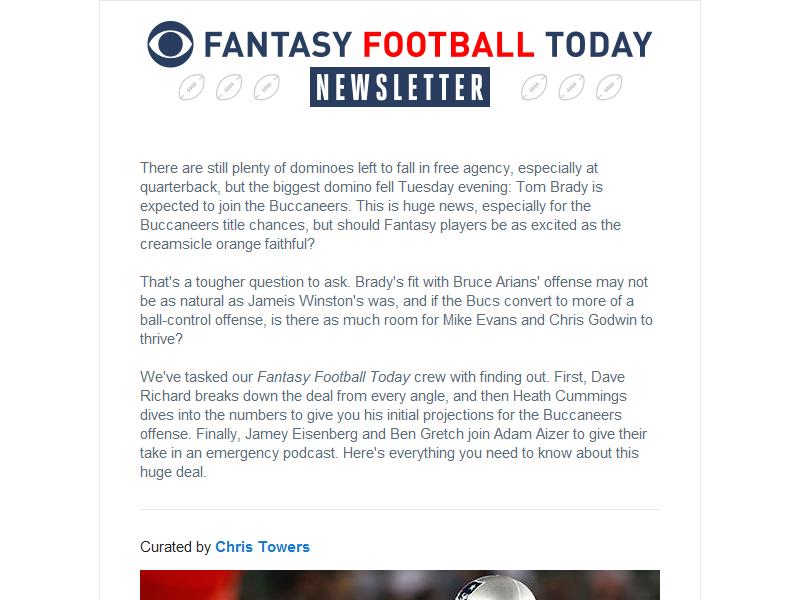 FANTASY FOOTBALL TODAY
NEWSLETTER
There are still plenty of dominoes left to fall in free agency, especially at
quarterback, but the biggest domino fell Tuesday evening: Tom Brady is
expected to join the Buccaneers. This is huge news, especially for the
Buccaneers title chances, but should Fantasy players be as excited as the
creamsicle orange faithful?
That's a tougher question to ask. Brady's fit with Bruce Arians' offense may not
be as natural as Jameis Winston's was, and if the Bucs convert to more of a
ball-control offense, is there as much room for Mike Evans and Chris Godwin to
thrive?
We've tasked our Fantasy Football Today crew with finding out. First, Dave
Richard breaks down the deal from every angle, and then Heath Cummings
dives into the numbers to give you his initial projections for the Buccaneers
offense. Finally, Jamey Eisenberg and Ben Gretch join Adam Aizer to give their
take in an emergency podcast. Here's everything you need to know about this
huge deal.
Curated by Chris Towers